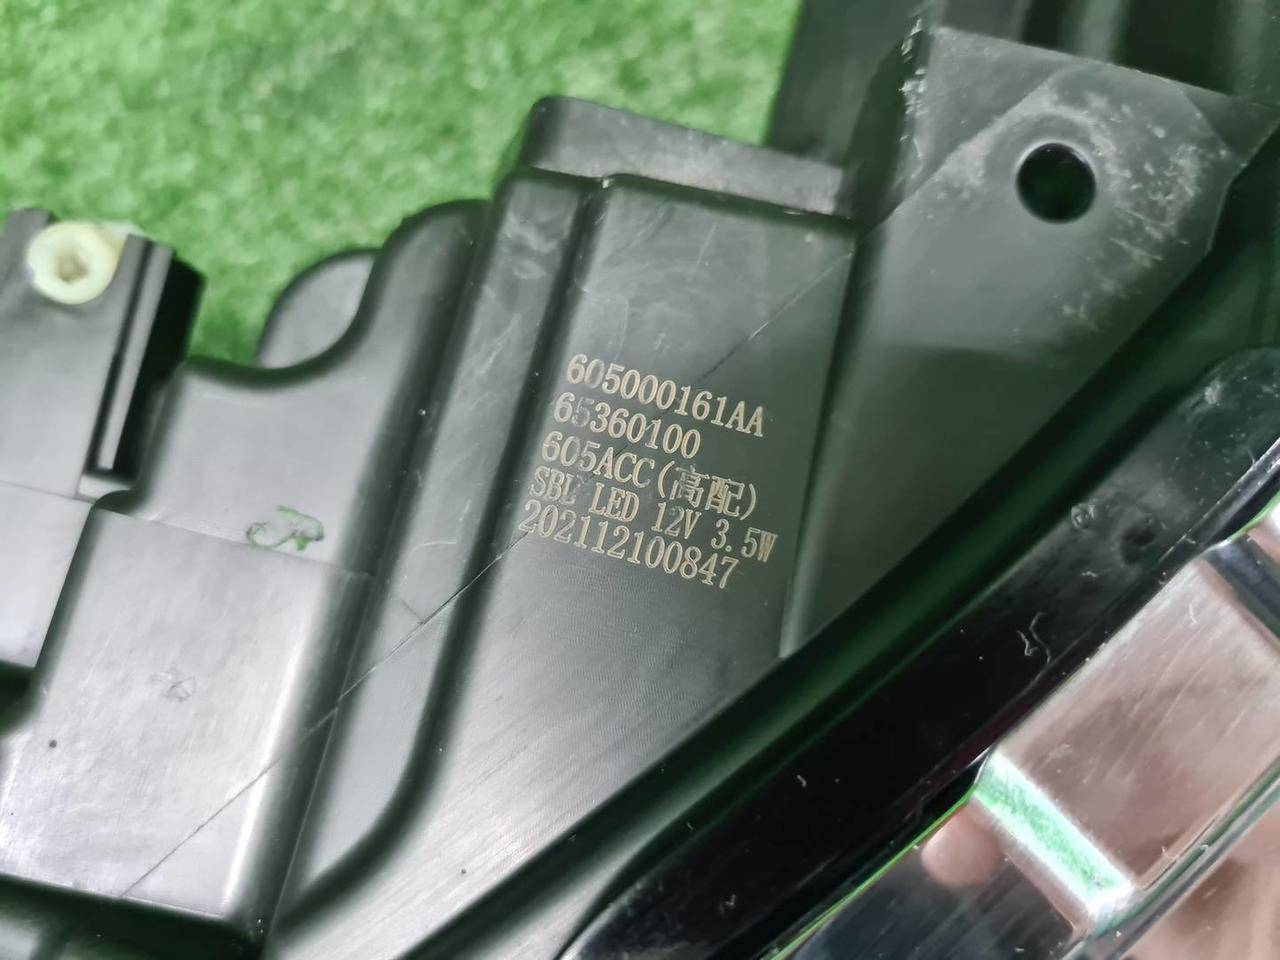 605000161AA
65360100
605ACC(高配)
SBL LED 12V 3.5W
202112100847